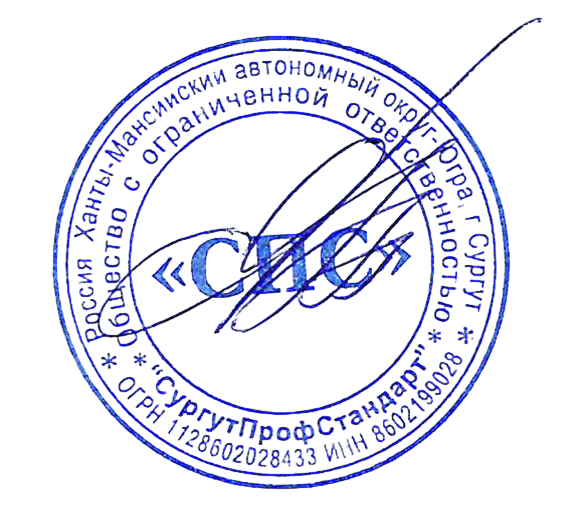 * Россия Ханты-Мансийский автономный округ-Югра, г.Сургут *
ОГРН 1128602028433 ИНН 8602199028
* Общество с ограниченной ответственностью *
"СургутПрофСтандарт"
«СПС»